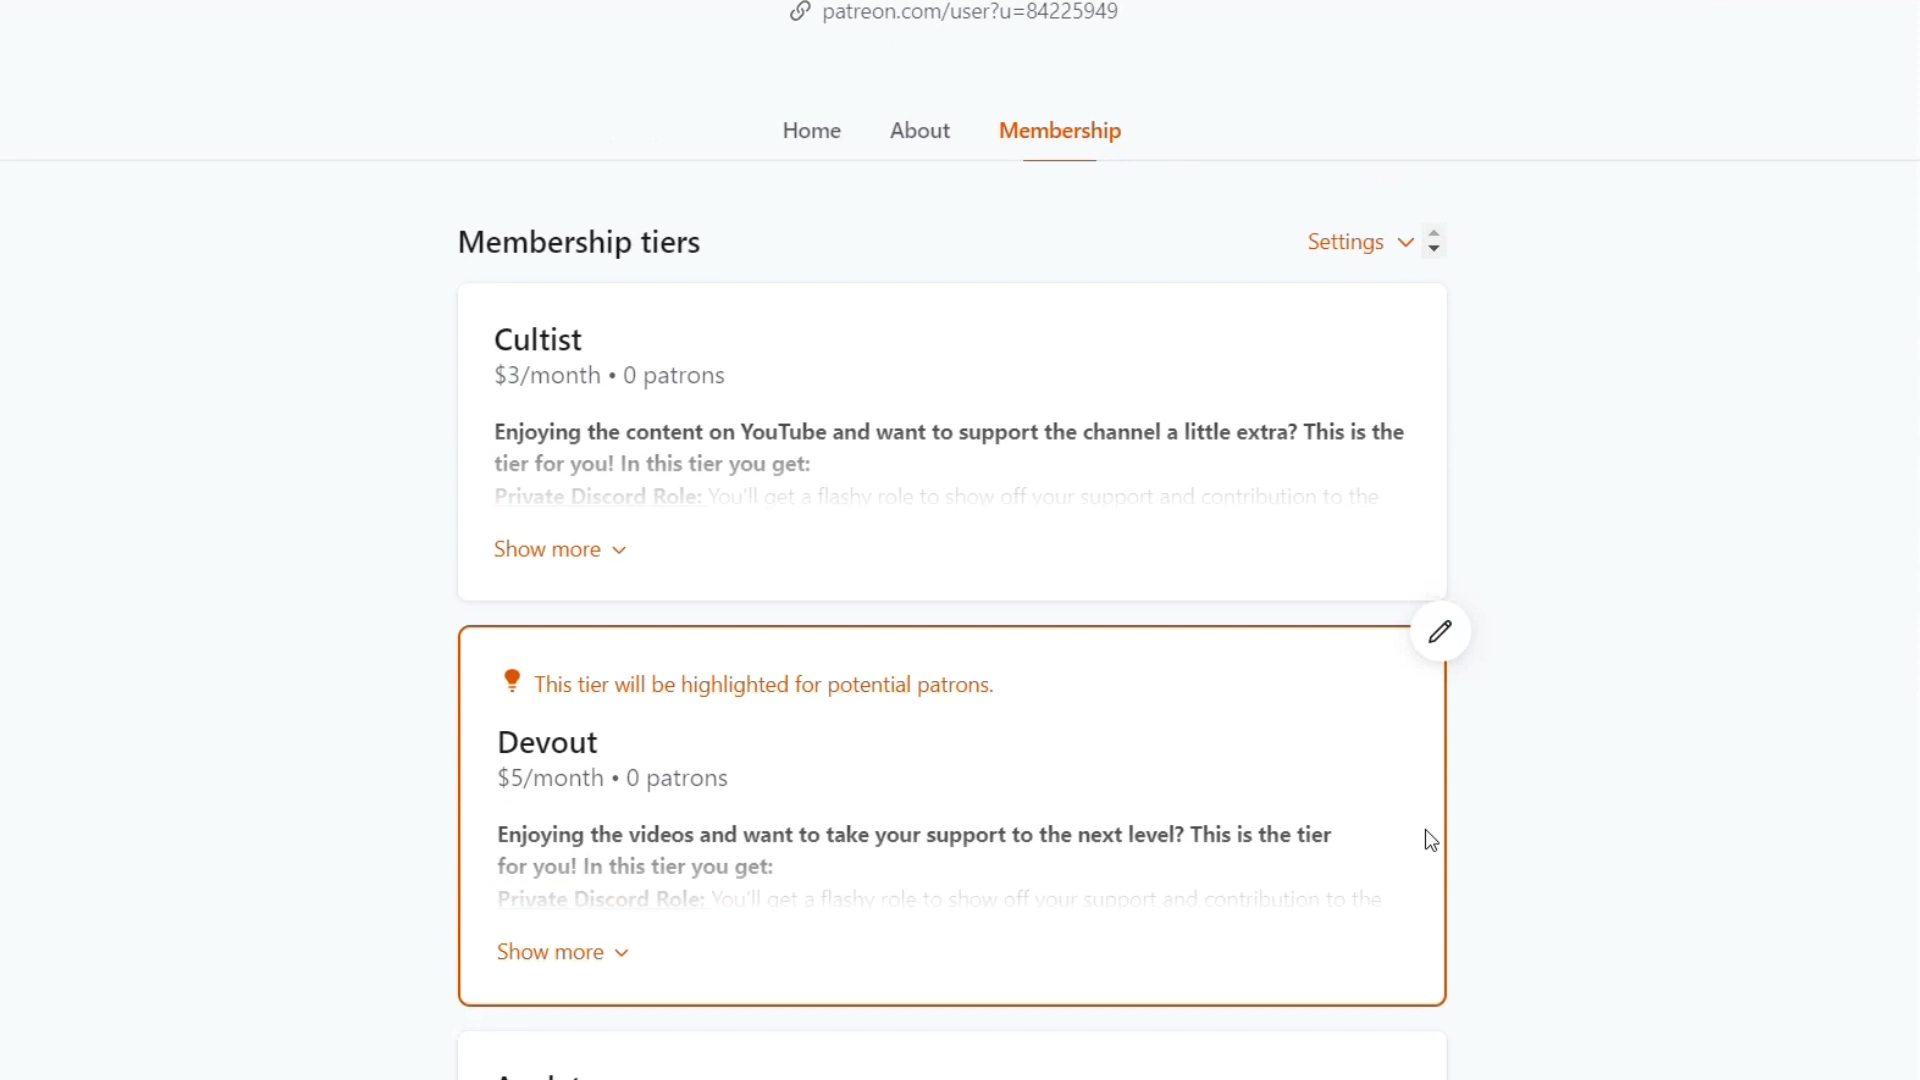 patreon.com/user?u=84225949
Home About Membership
Membership tiers
Settings
Cultist
$3/month • 0 patrons
Enjoying the content on YouTube and want to support the channel a little extra? This is the
tier for you! In this tier you get:
Private Discord Role: You'll get a flashy role to show off your support and contribution to the
Show more
This tier will be highlighted for potential patrons.
Devout
$5/month • 0 patrons
Enjoying the videos and want to take your support to the next level? This is the tier
for you! In this tier you get:
Private Discord Role: You'll get a flashy role to show off your support and contribution to the
Show more